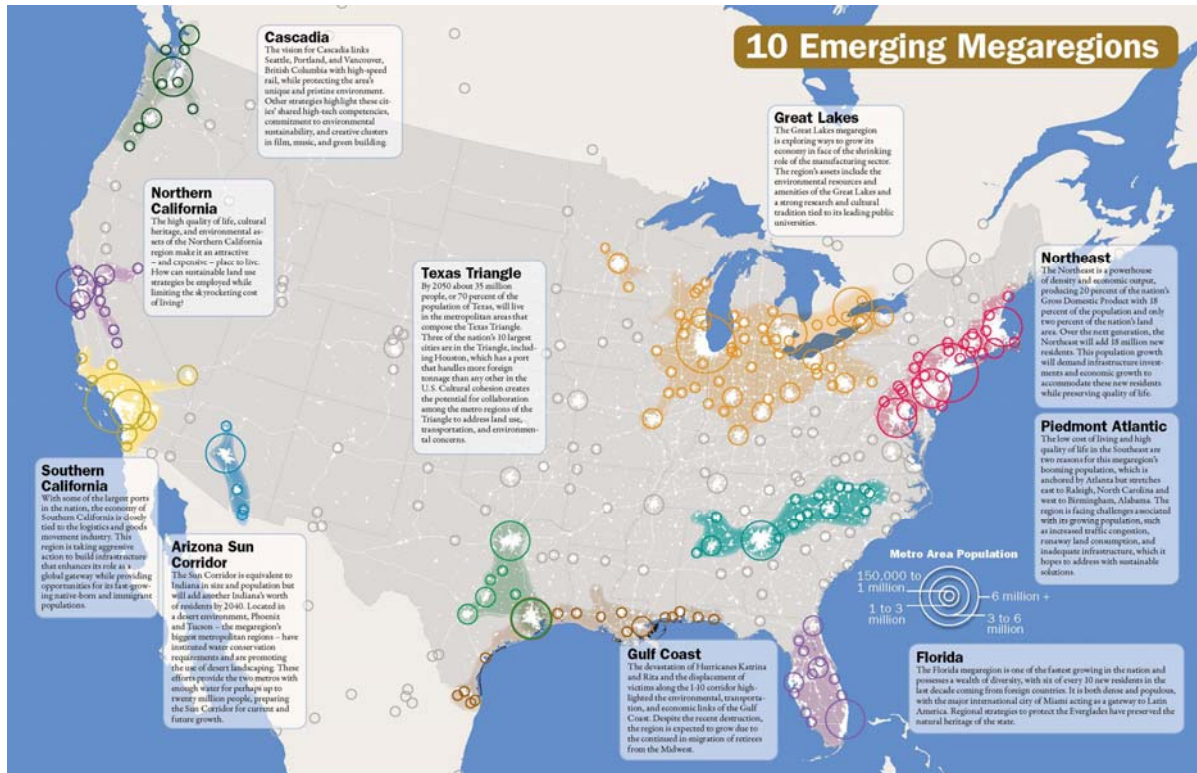 10 Emerging Megaregions
Cascadia
The vision for Cascadia links
Seattle, Portland, and Vancouver,
British Columbia with high-speed
rail, while protecting the area's
unique and pristine environment.
Other strategies highlight these cit-
ies' shared high-tech competencies,
commitment to environmental
sustainability, and creative clusters
in film, music, and green building.
Great Lakes
The Great Lakes megaregion
is exploring ways to grow its
economy in face of the shrinking
role of the manufacturing sector.
The region's assets include the
environmental resources and
amenities of the Great Lakes and
a strong research and cultural
tradition tied to its leading public
universities.
Northern
California
The high quality of life, cultural
heritage, and environmental as-
sets of the Northern California
region make it an attractive
– and expensive – place to live.
How can sustainable land use
strategies be employed while
limiting the skyrocketing cost
of living?
Texas Triangle
By 2050 about 35 million
people, or 70 percent of the
population of Texas, will live
in the metropolitan areas that
compose the Texas Triangle.
Three of the nation's 10 largest
cities are in the Triangle, includ-
ing Houston, which has a port
that handles more foreign
tonnage than any other in the
U.S. Cultural cohesion creates
the potential for collaboration
among the metro regions of the
Triangle to address land use,
transportation, and environmen-
tal concerns.
Northeast
The Northeast is a powerhouse
of density and economic output,
producing 20 percent of the nation's
Gross Domestic Product with 18
percent of the population and only
two percent of the nation's land
area. Over the next generation, the
Northeast will add 18 million new
residents. This population growth
will demand infrastructure invest-
ments and economic growth to
accommodate these new residents
while preserving quality of life.
Piedmont Atlantic
The low cost of living and high
quality of life in the Southeast are
two reasons for this megaregion's
booming population, which is
anchored by Atlanta but stretches
east to Raleigh, North Carolina and
west to Birmingham, Alabama. The
region is facing challenges associated
with its growing population, such
as increased traffic congestion,
runaway land consumption, and
inadequate infrastructure, which it
hopes to address with sustainable
solutions.
Southern
California
With some of the largest ports
in the nation, the economy of
Southern California is closely
tied to the logistics and goods
movement industry. This
region is taking aggressive
action to build infrastructure
that enhances its role as a
global gateway while providing
opportunities for its fast-grow-
ing native-born and immigrant
populations.
Arizona Sun
Corridor
The Sun Corridor is equivalent to
Indiana in size and population but
will add another Indiana's worth
of residents by 2040. Located in
a desert environment, Phoenix
and Tucson – the megaregion's
biggest metropolitan regions – have
instituted water conservation
requirements and are promoting
the use of desert landscaping. These
efforts provide the two metros with
enough water for perhaps up to
twenty million people, preparing
the Sun Corridor for current and
future growth.
Metro Area Population
150,000 to
1 million
6 million +
1 to 3
million
3 to 6
million
Gulf Coast
The devastation of Hurricanes Katrina
and Rita and the displacement of
victims along the I-10 corridor high-
lighted the environmental, transporta-
tion, and economic links of the Gulf
Coast. Despite the recent destruction,
the region is expected to grow due to
the continued in migration of retirees
from the Midwest.
Florida
The Florida megaregion is one of the fastest growing in the nation and
possesses a wealth of diversity, with six of every 10 new residents in the
last decade coming from foreign countries. It is both dense and populous,
with the major international city of Miami acting as a gateway to Latin
America. Regional strategies to protect the Everglades have preserved the
natural heritage of the state.